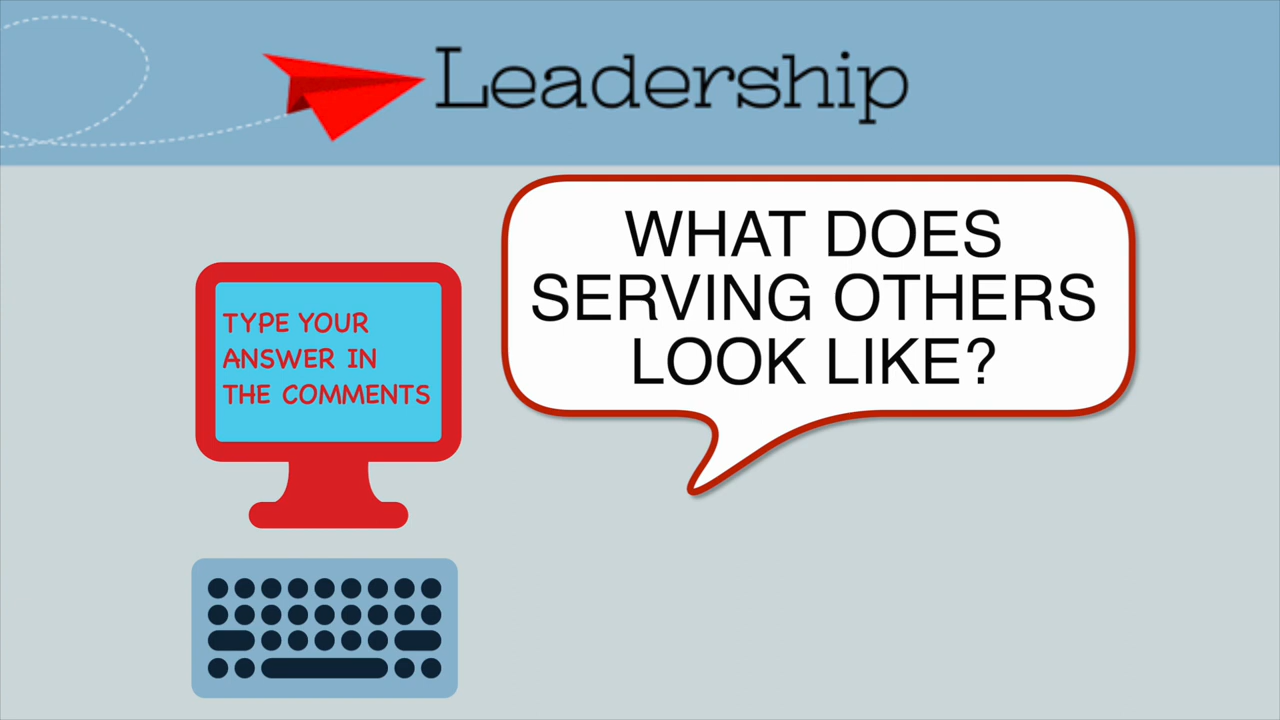 Leadership
WHAT DOES
SERVING OTHERS
LOOK LIKE?
TYPE YOUR
ANSWER IN
THE COMMENTS